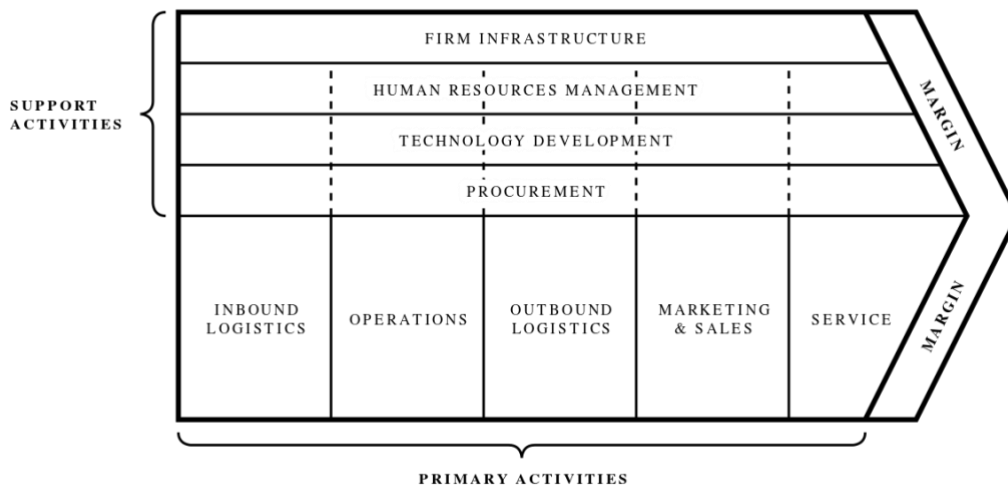 FIRM INFRASTRUCTURE
HUMAN RESOURCES MANAGEMENT
SUPPORT
ACTIVITIES
TECHNOLOGY DEVELOPMENT
PROCUREMENT
MARGIN
INBOUND
LOGISTICS
OPERATIONS
OUTBOUND
LOGISTICS
MARKETING
& SALES
SERVICE
MARGIN
PRIMARY ACTIVITIES